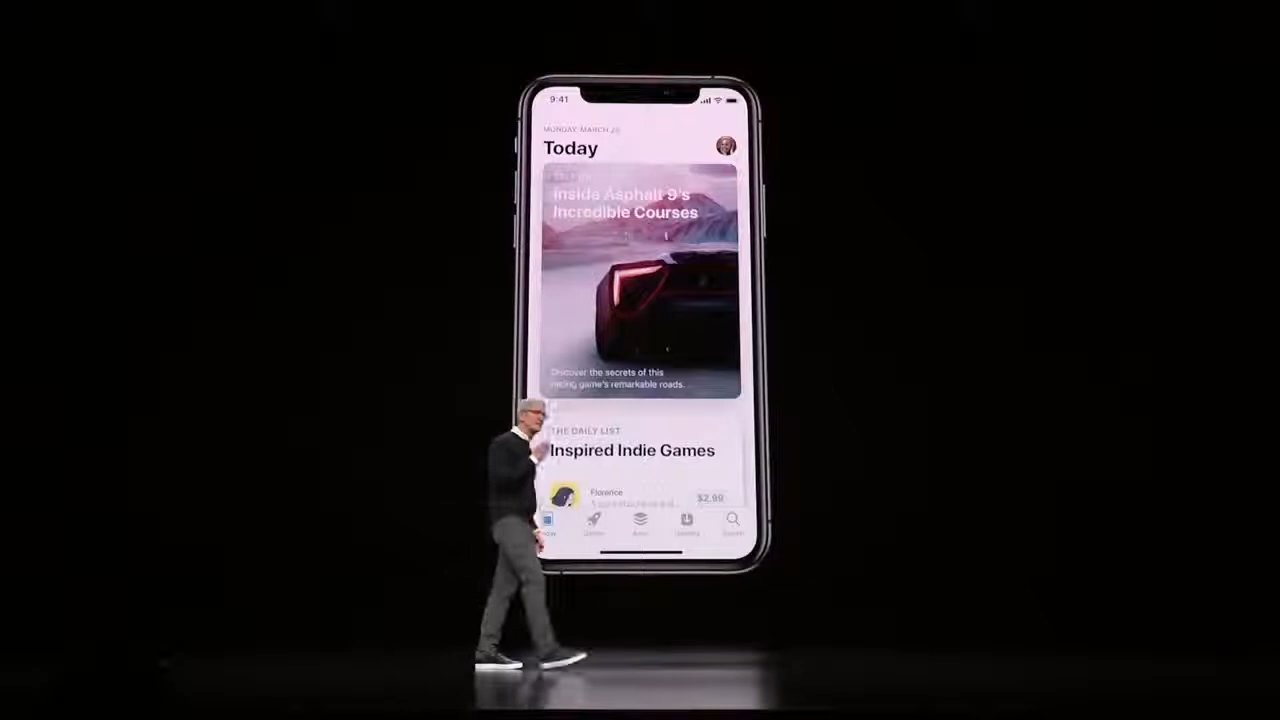 9:41
MONDAY, MARCH 25
Today
Inside Asphalt 9's
Incredible Courses
Discover the secrets of this
racing game's remarkable roads.
THE DAILY LIST
Inspired Indie Games
Florence
$2.99